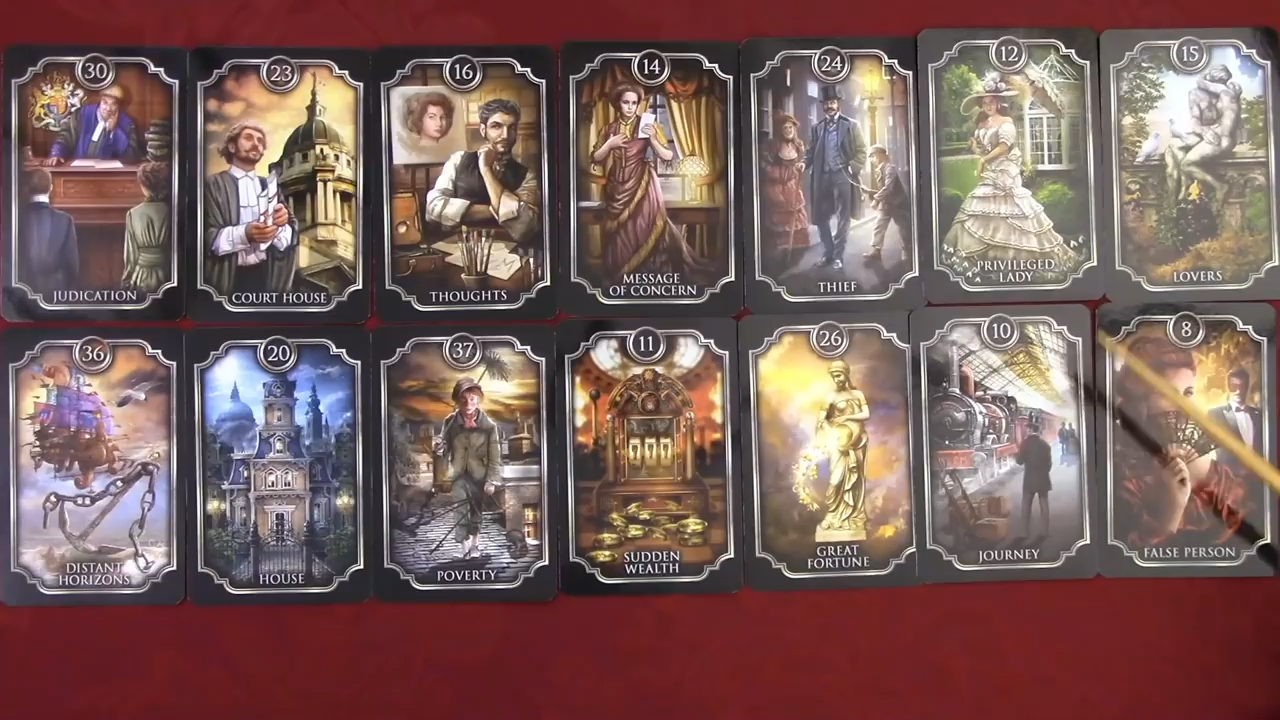 30
JUDICATION
23
COURT HOUSE
16
THOUGHTS
14
MESSAGE
OF CONCERN
24
THIEF
12
PRIVILEGED
LADY
15
LOVERS
36
DISTANT
HORIZONS
20
HOUSE
37
POVERTY
11
777
SUDDEN
WEALTH
26
GREAT
FORTUNE
10
JOURNEY
8
FALSE PERSON